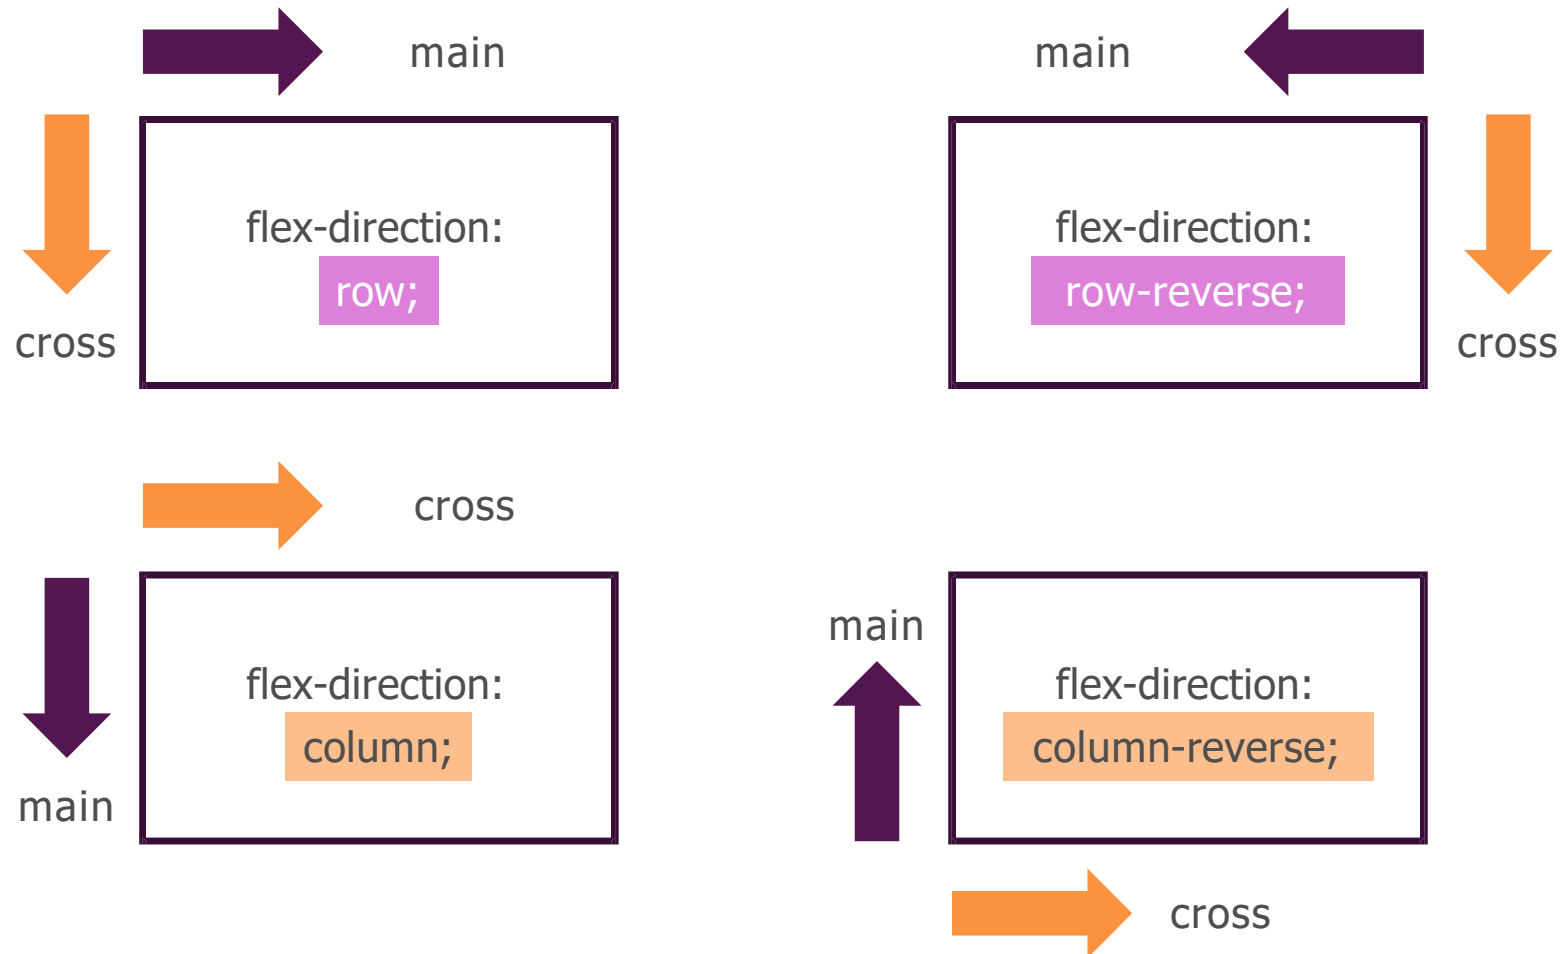 main
main
flex-direction:
row;
cross
flex-direction:
row-reverse;
cross
cross
flex-direction:
column;
main
main
flex-direction:
column-reverse;
cross